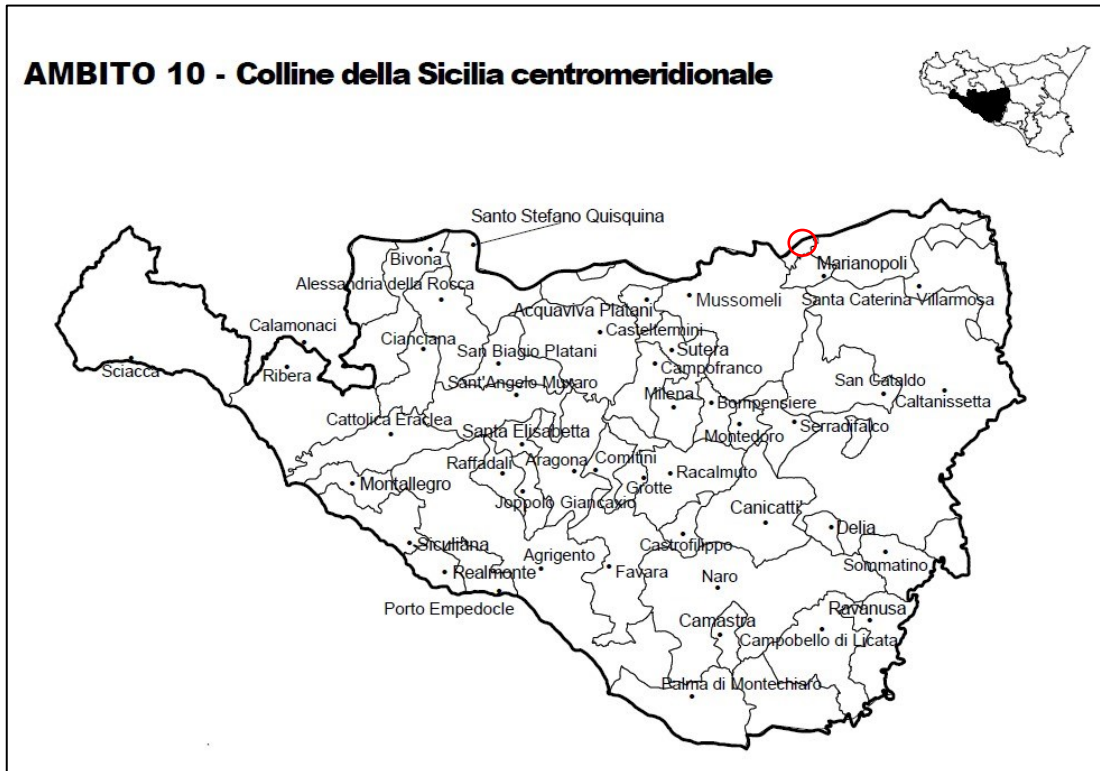 AMBITO 10 - Colline della Sicilia centromeridionale
Santo Stefano Quisquina
Bivona
Marianopoli
Alessandria della Rocca
Mussomeli
Santa Caterina Villarmosa
Acquaviva Platani
Calamonaci
Casteltermini
Cianciana
San Biagio Platani
Sutera
Sciacca
Ribera
Campofranco
Sant'Angelo Muxaro
San Cataldo
Milena
Bompensiere
Caltanissetta
Cattolica Eraclea
Santa Elisabetta
Montedoro
Serradifalco
Raffadali
Aragona
Comitini
Racalmuto
Montallegro
Grotte
Joppolo Giancaxio
Canicatti
Delia
Siculiana
Castrofilippo
Agrigento
Sommatino
Realmonte
Favara
Naro
Porto Empedocle
Ravanusa
Camastra
Campobello di Licata
Palma di Montechiaro